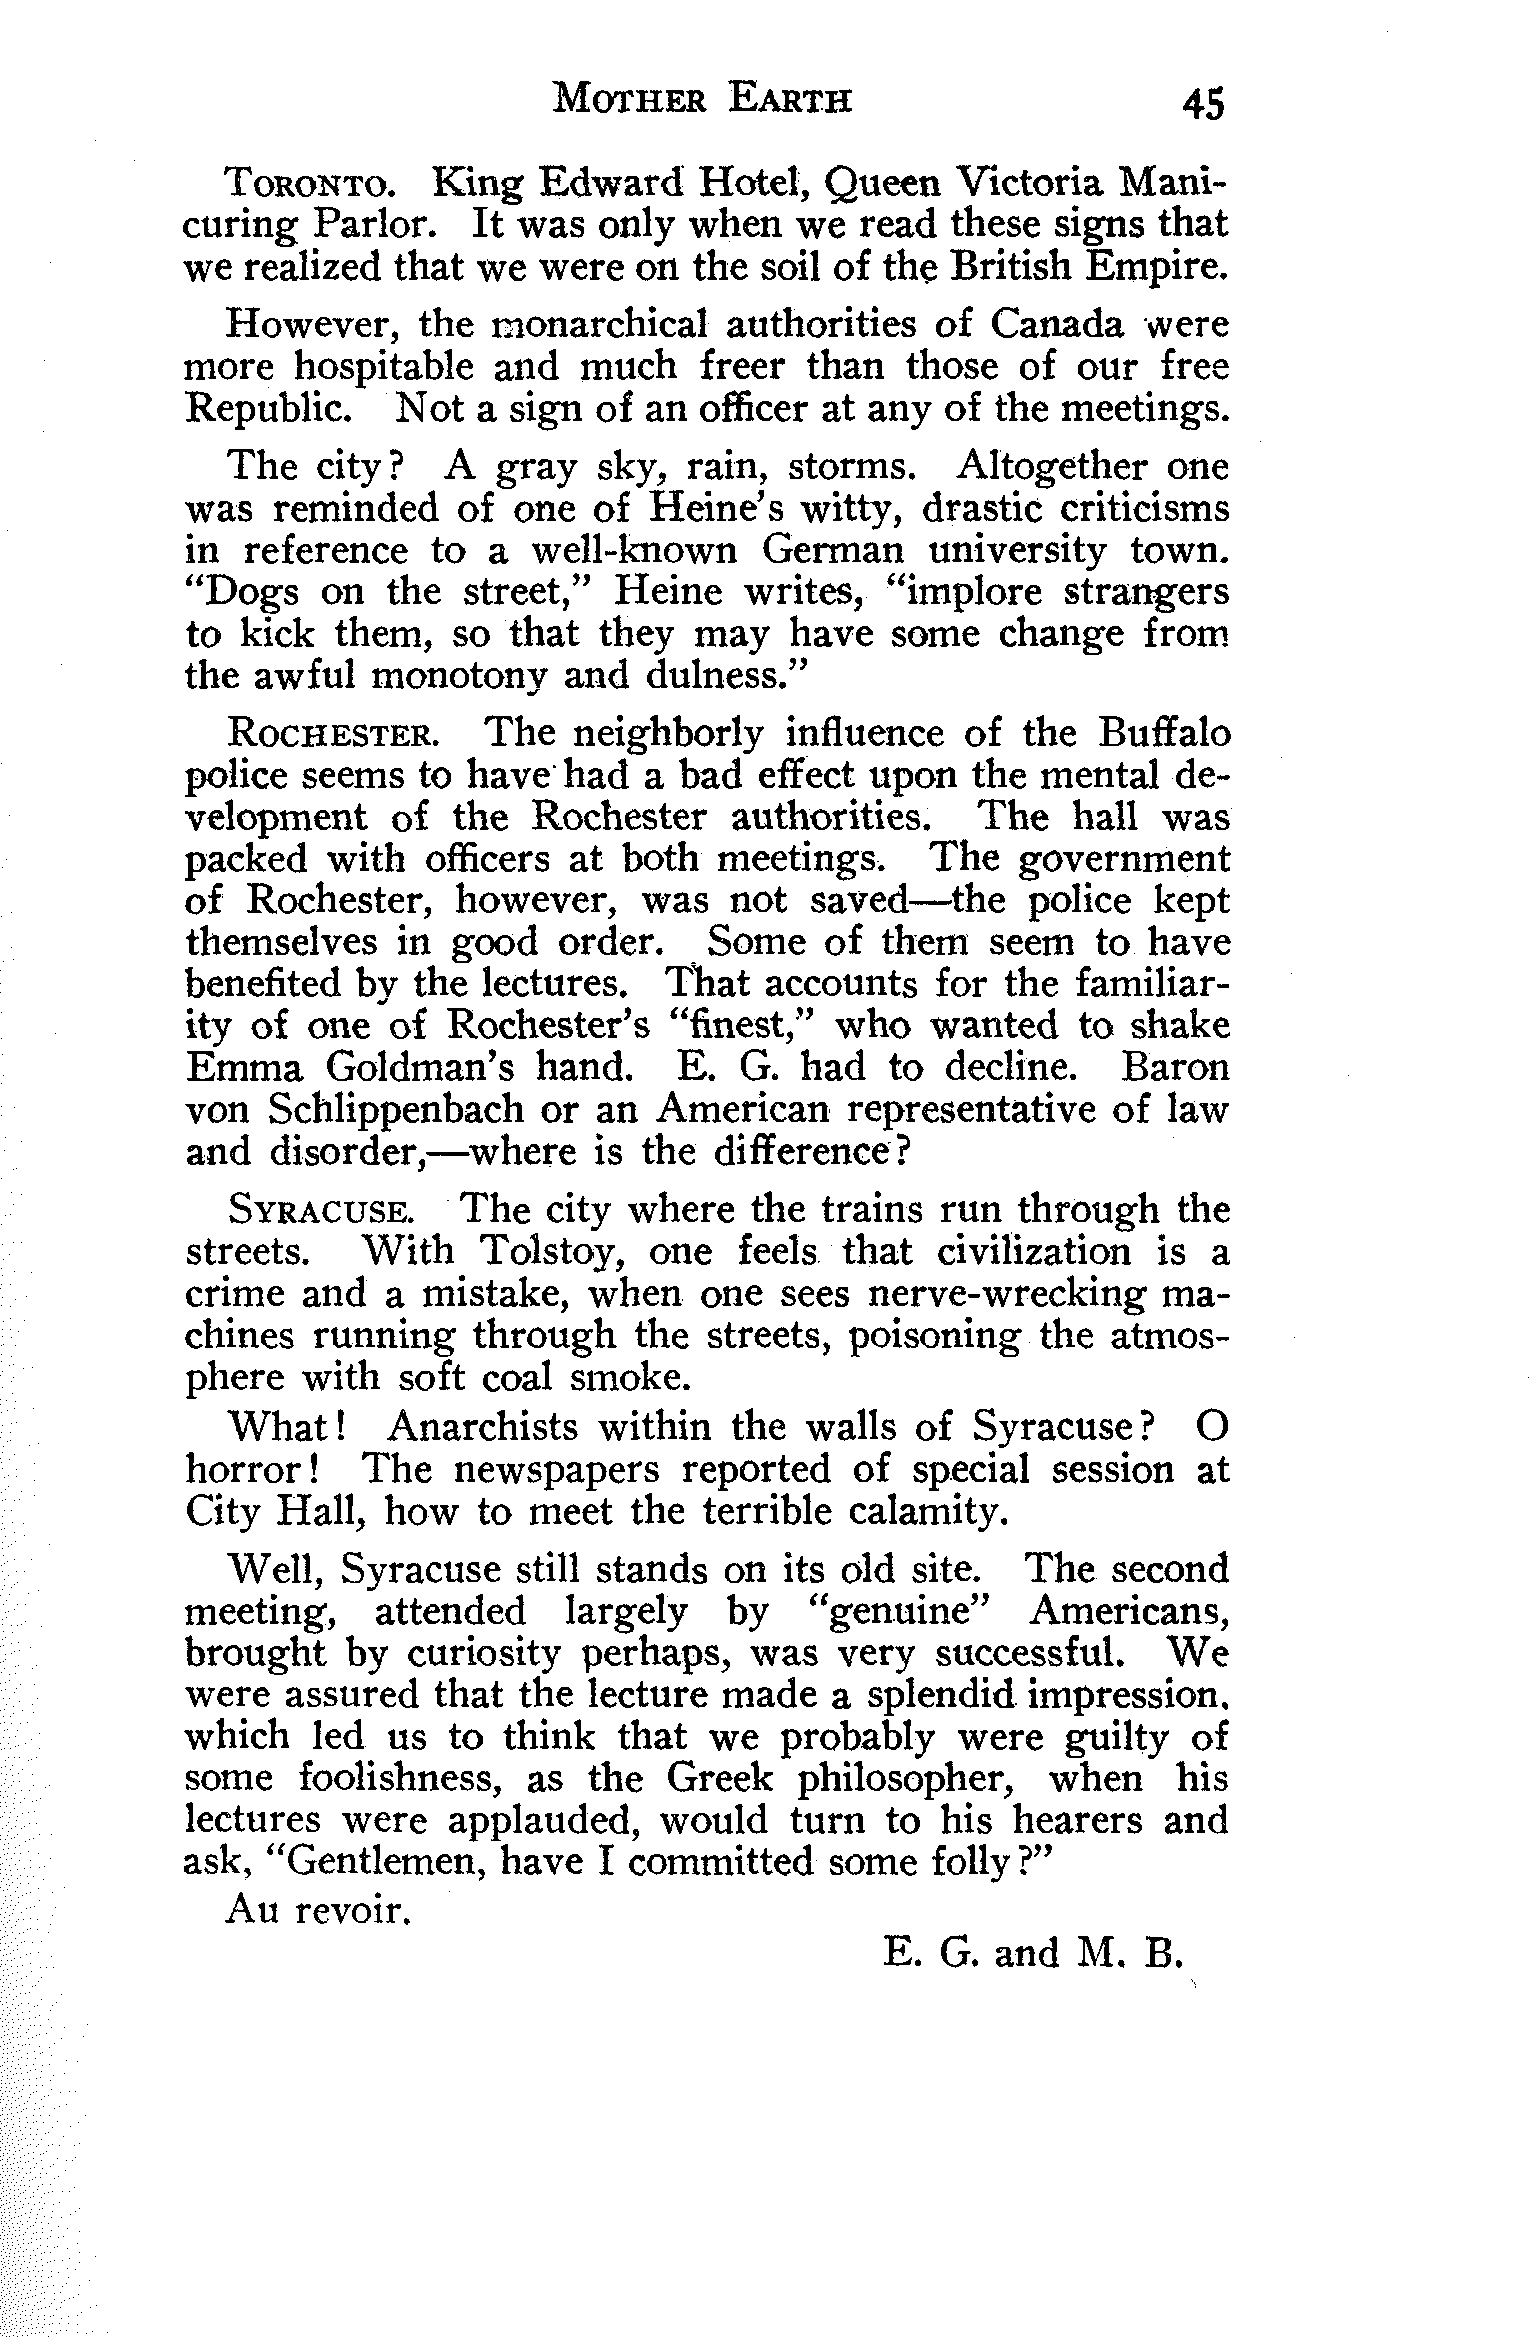 MOTHER EARTH 45
TORONTO. King Edward Hotel, Queen Victoria Mani-
curing Parlor. It was only when we read these signs that
we realized that we were on the soil of the British Empire.
However, the monarchical authorities of Canada were
more hospitable and much freer than those of our free
Republic. Not a sign of an officer at any of the meetings.
The city? A gray sky, rain, storms. Altogether one
was reminded of one of Heine's witty, drastic criticisms
in reference to a well-known German university town.
"Dogs on the street," Heine writes, "implore strangers
to kick them, so that they may have some change from
the awful monotony and dulness."
ROCHESTER. The neighborly influence of the Buffalo
police seems to have had a bad effect upon the mental de-
velopment of the Rochester authorities. The hall was
packed with officers at both meetings. The government
of Rochester, however, was not saved—the police kept
themselves in good order. Some of them seem to have
benefited by the lectures. That accounts for the familiar-
ity of one of Rochester's "finest," who wanted to shake
Emma Goldman's hand. E. G. had to decline. Baron
von Schlippenbach or an American representative of law
and disorder,—where is the difference?
SYRACUSE. The city where the trains run through the
streets. With Tolstoy, one feels that civilization is a
crime and a mistake, when one sees nerve-wrecking ma-
chines running through the streets, poisoning the atmos-
phere with soft coal smoke.
What! Anarchists within the walls of Syracuse? O
horror! The newspapers reported of special session at
City Hall, how to meet the terrible calamity.
Well, Syracuse still stands on its old site. The second
meeting, attended largely by "genuine" Americans,
brought by curiosity perhaps, was very successful. We
were assured that the lecture made a splendid impression.
which led us to think that we probably were guilty of
some foolishness, as the Greek philosopher, when his
lectures were applauded, would turn to his hearers and
ask, "Gentlemen, have I committed some folly?"
Au revoir.
E. G. and M. B.